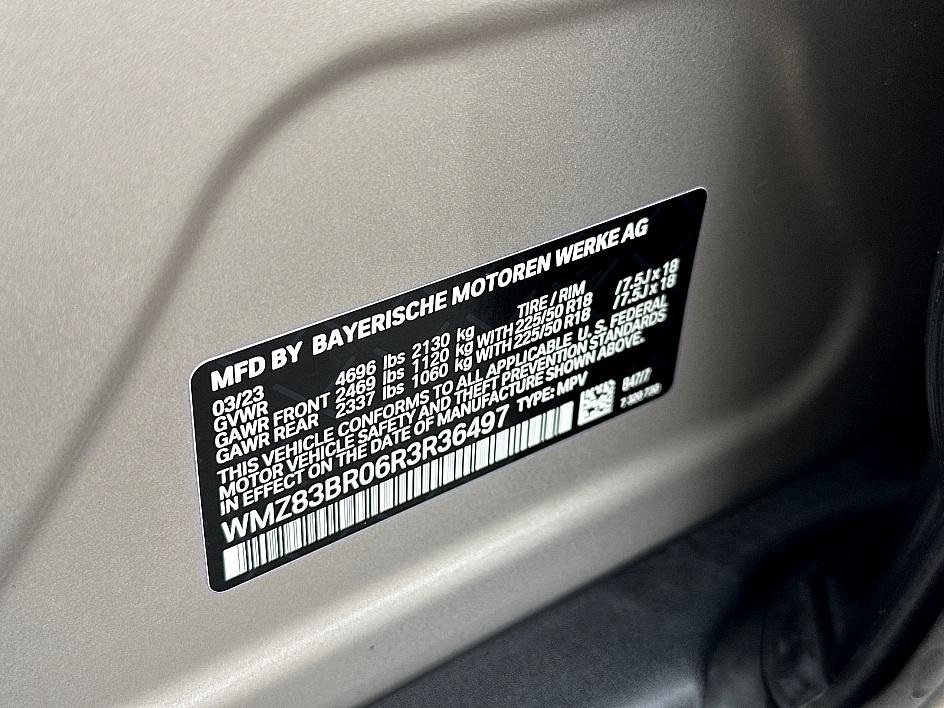 MFD BY BAYERISCHE MOTOREN WERKE AG
03/23 TIRE / RIM
GVWR 4696 lbs 2130 kg
GAWR FRONT 2469 lbs 1120 kg WITH 225/50 R18 /7.5J x 18
GAWR REAR 2337 lbs 1060 kg WITH 225/50 R18 /7.5J x 18
THIS VEHICLE CONFORMS TO ALL APPLICABLE U.S. FEDERAL
MOTOR VEHICLE SAFETY AND THEFT PREVENTION STANDARDS
IN EFFECT ON THE DATE OF MANUFACTURE SHOWN ABOVE.
WMZ83BR06R3R36497 TYPE: MPV